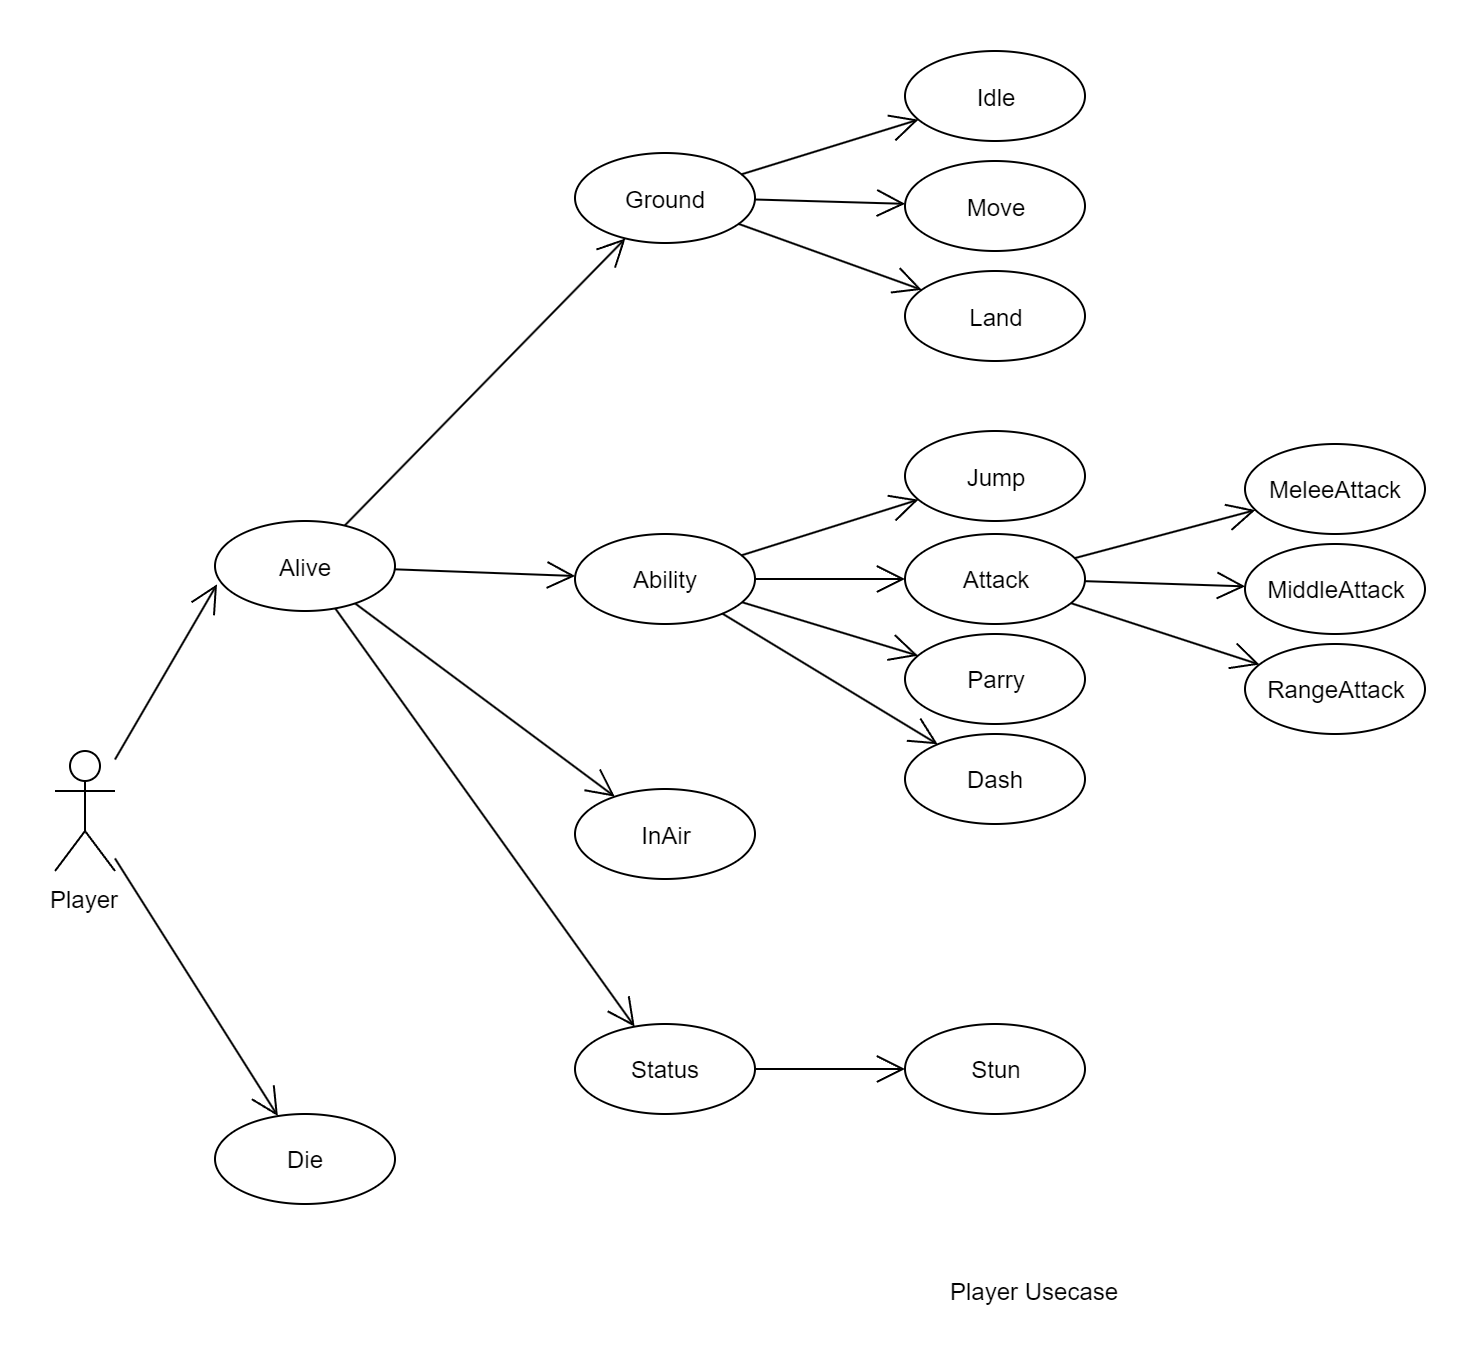 Idle
Ground
Move
Land
Jump
MeleeAttack
Alive
Ability
Attack
MiddleAttack
Parry
RangeAttack
Dash
InAir
Player
Status
Stun
Die
Player Usecase